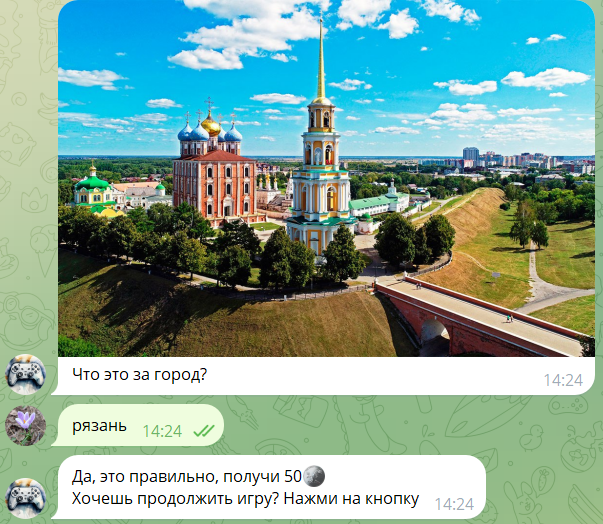 Что это за город?
14:24
рязань
14:24
Да, это правильно, получи 50🌘
Хочешь продолжить игру? Нажми на кнопку
14:24